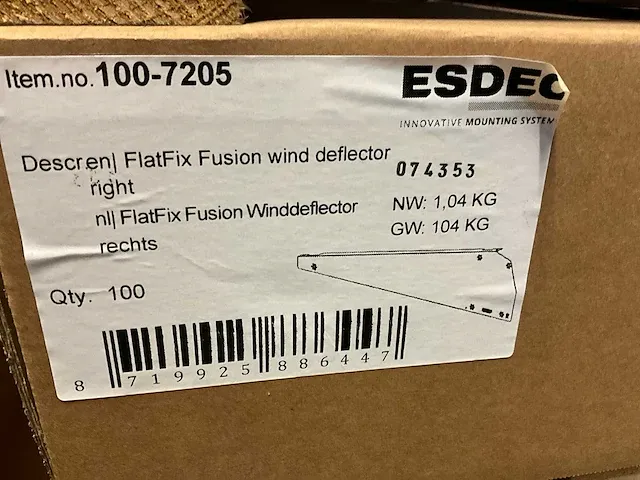 Item.no.100-7205
ESDEC
INNOVATIVE MOUNTING SYSTEM
Descr.en| FlatFix Fusion wind deflector
right
nl| FlatFix Fusion Winddeflector
rechts
074353
NW: 1,04 KG
GW: 104 KG
Qty. 100
8 719925 886447